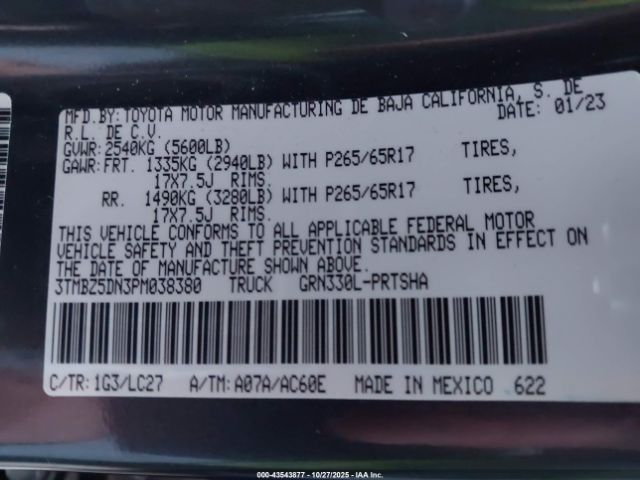 MFD.BY:TOYOTA MOTOR MANUFACTURING DE BAJA CALIFORNIA, S. DE
R.L. DE C.V. DATE: 01/23
GVWR:2540KG (5600LB)
GAWR:FRT. 1335KG (2940LB) WITH P265/65R17 TIRES,
17X7.5J RIMS.
RR. 1490KG (3280LB) WITH P265/65R17 TIRES,
17X7.5J RIMS.
THIS VEHICLE CONFORMS TO ALL APPLICABLE FEDERAL MOTOR
VEHICLE SAFETY AND THEFT PREVENTION STANDARDS IN EFFECT ON
THE DATE OF MANUFACTURE SHOWN ABOVE.
3TMBZ5DN3PM038380 TRUCK GRN330L-PRTSHA
C/TR:1G3/LC27 A/TM:A07A/AC60E MADE IN MEXICO 622
000-43543877 - 10/27/2025 - IAA Inc.